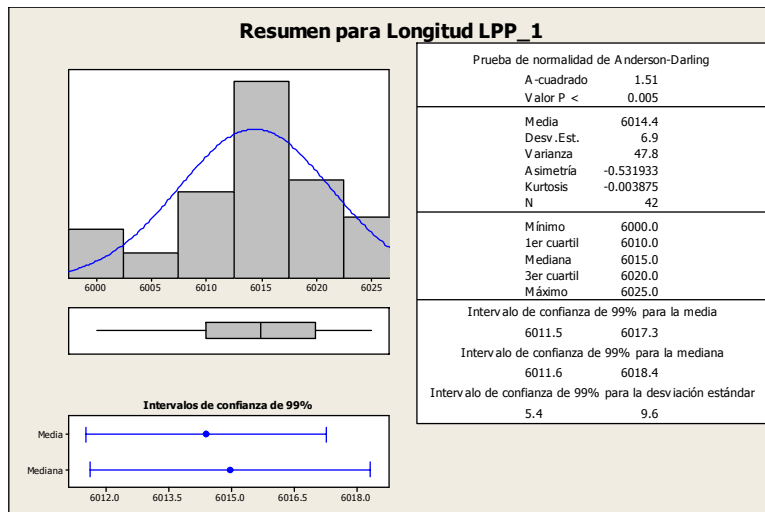 Resumen para Longitud LPP_1
6000 6005 6010 6015 6020 6025
Intervalos de confianza de 99%
Media
Mediana
6012.0 6013.5 6015.0 6016.5 6018.0
Prueba de normalidad de Anderson-Darling
A-cuadrado 1.51
Valor P < 0.005
Media 6014.4
Desv.Est. 6.9
Varianza 47.8
Asimetría -0.531933
Kurtosis -0.003875
N 42
Mínimo 6000.0
1er cuartil 6010.0
Mediana 6015.0
3er cuartil 6020.0
Máximo 6025.0
Intervalo de confianza de 99% para la media
6011.5 6017.3
Intervalo de confianza de 99% para la mediana
6011.6 6018.4
Intervalo de confianza de 99% para la desviación estándar
5.4 9.6